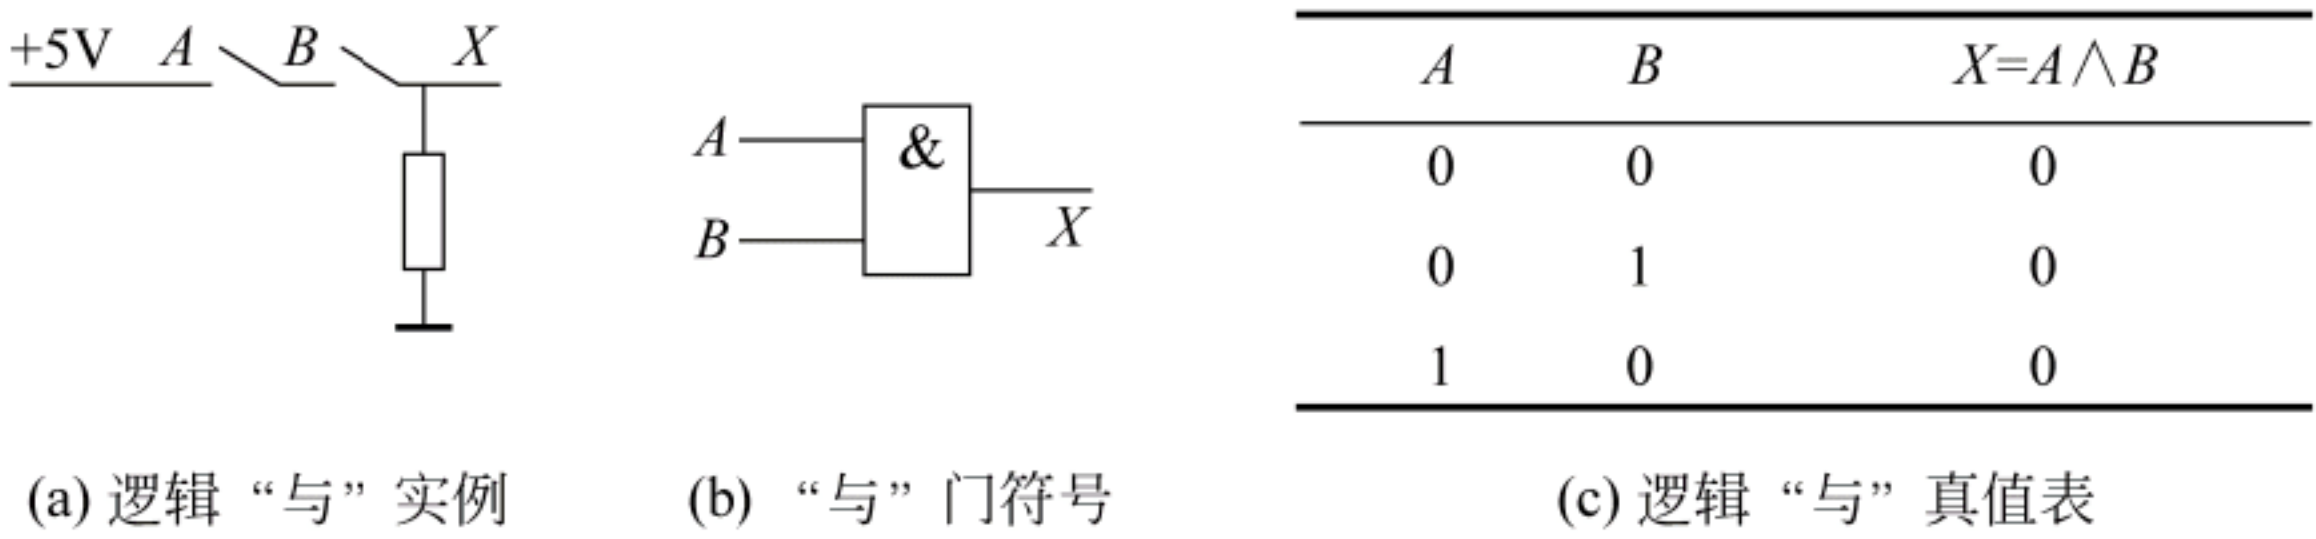 +5V A B X
A
&
B
X
A B X=A∧B
0 0 0
0 1 0
1 0 0
(a) 逻辑“与”实例
(b) “与”门符号
(c) 逻辑“与”真值表